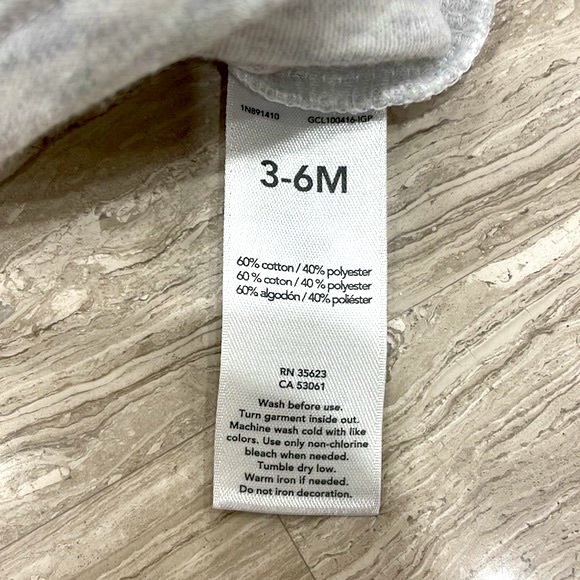 1N891410 GCL100416-IGP
3-6M
60% cotton / 40% polyester
60 % coton / 40 % polyester
60% algodón / 40% poliéster
RN 35623
CA 53061
Wash before use.
Turn garment inside out.
Machine wash cold with like
colors. Use only non-chlorine
bleach when needed.
Tumble dry low.
Warm iron if needed.
Do not iron decoration.